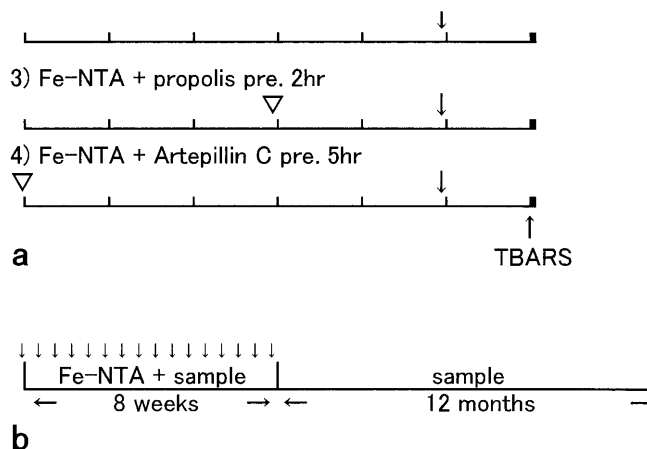 3) Fe-NTA + propolis pre. 2hr
4) Fe-NTA + Artepillin C pre. 5hr
a
TBARS
Fe-NTA + sample
sample
8 weeks
12 months
b